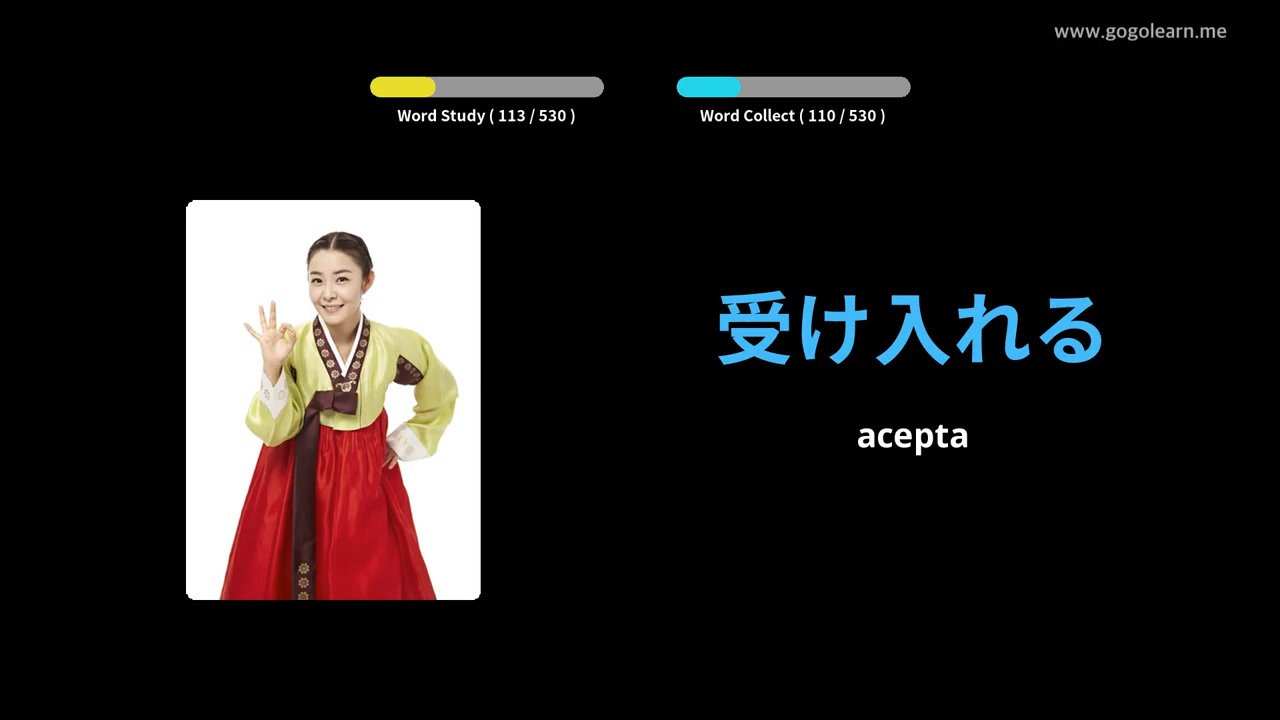 www.gogolearn.me
Word Study ( 113 / 530 )
Word Collect ( 110 / 530 )
受け入れる
acepta